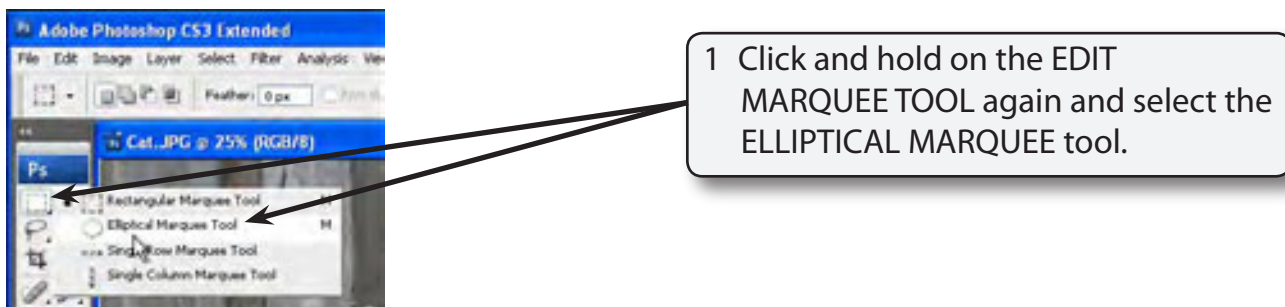 Adobe Photoshop CS3 Extended
File Edit Image Layer Select Filter Analysis
Feather: 0 px
Cat.JPG @ 25% (RGB/8)
Ps
Rectangular Marquee Tool M
Elliptical Marquee Tool M
Single Row Marquee Tool
Single Column Marquee Tool
1 Click and hold on the EDIT
MARQUEE TOOL again and select the
ELLIPTICAL MARQUEE tool.